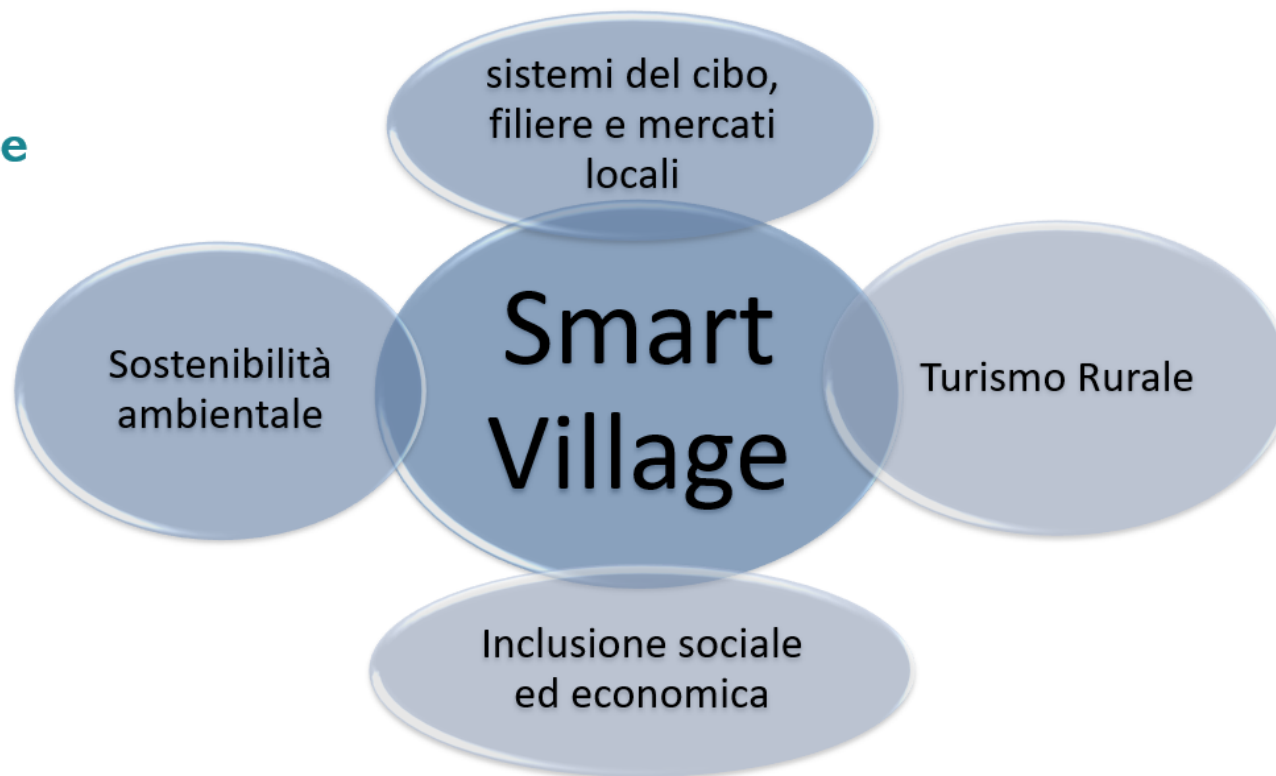 sistemi del cibo,
filiere e mercati
locali
e
Sostenibilità
ambientale
Smart
Village
Turismo Rurale
Inclusione sociale
ed economica